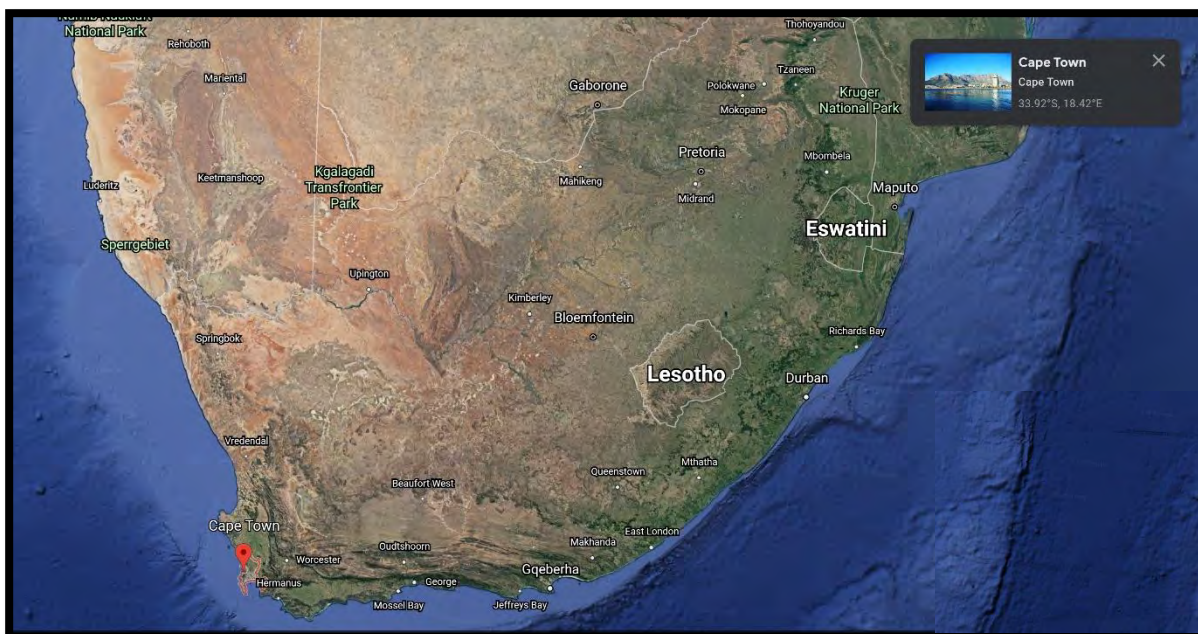 Namib-Naukluft
National Park
Rehoboth
Mariental
Gaborone
Thohoyandou
Tzaneen
Polokwane
Mokopane
Kruger
National Park
Cape Town
Cape Town
33.92°S, 18.42°E
Pretoria
Mbombela
Luderitz
Keetmanshoop
Kgalagadi
Transfrontier
Park
Mahikeng
Midrand
Maputo
Eswatini
Sperrgebiet
Upington
Kimberley
Bloemfontein
Springbok
Richards Bay
Lesotho
Durban
Vredendal
Mthatha
Queenstown
Beaufort West
Cape Town
East London
Makhanda
Oudtshoorn
Worcester
Gqeberha
Hermanus
George
Mossel Bay
Jeffreys Bay